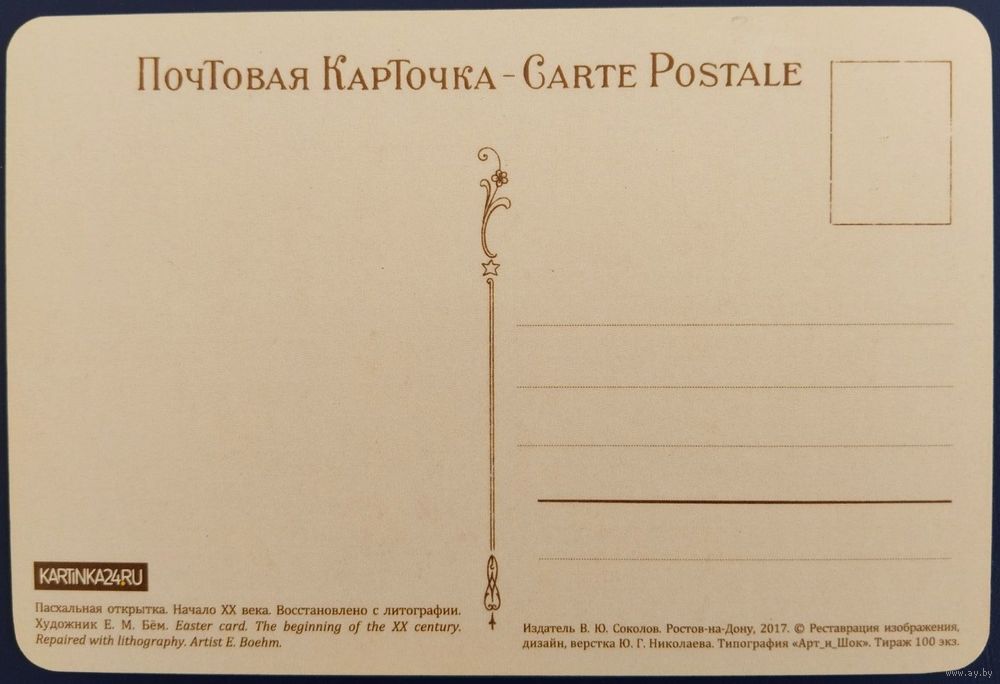 Почтовая Карточка - Carte Postale
KARTINKA24.RU
Пасхальная открытка. Начало XX века. Восстановлено с литографии.
Художник Е. М. Бём. Easter card. The beginning of the XX century.
Repaired with lithography. Artist E. Boehm.
Издатель В. Ю. Соколов. Ростов-на-Дону, 2017. © Реставрация изображения,
дизайн, верстка Ю. Г. Николаева. Типография «Арт_и_Шок». Тираж 100 экз.
www.ay.by